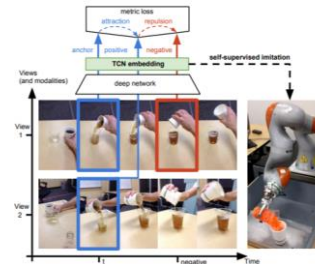 metric loss
attraction
repulsion
anchor
positive
negative
TCN embedding
self-supervised imitation
Views
(and modalities)
deep network
View
1
View
2
t
negative
Time